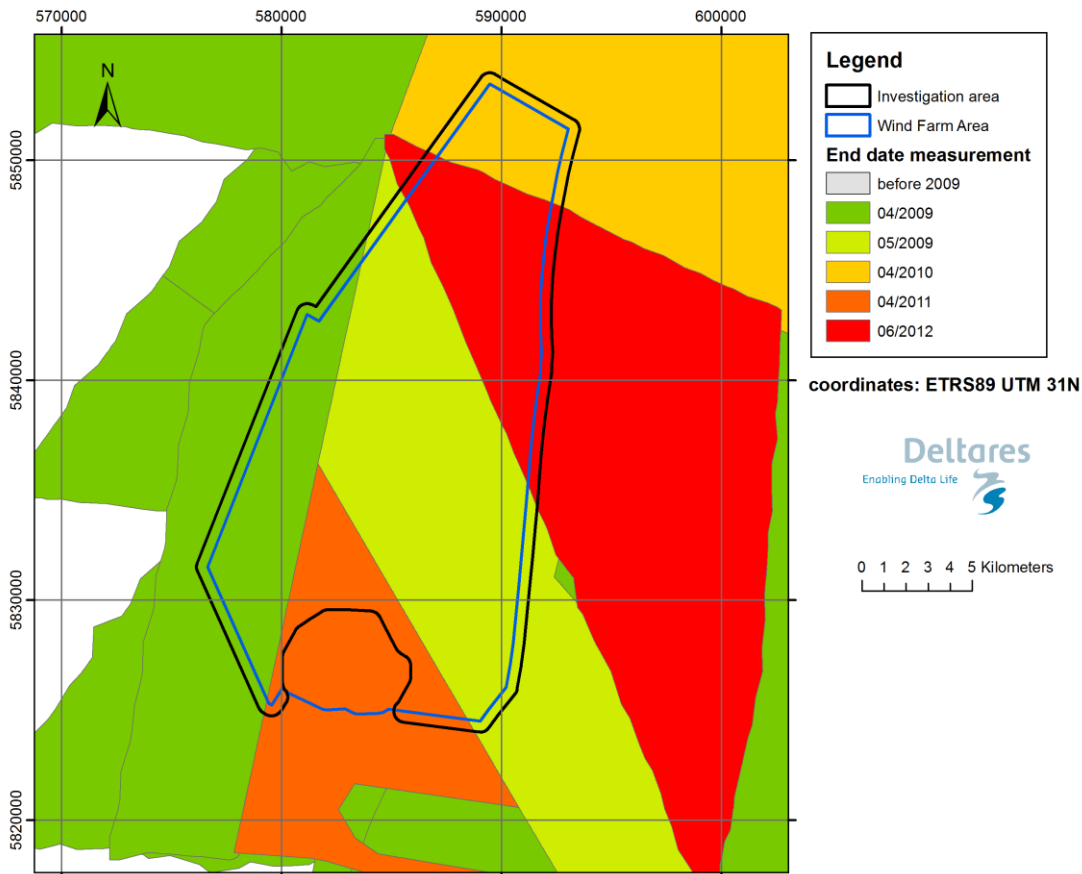 570000 580000 590000 600000
N
5850000
5840000
5830000
5820000
Legend
Investigation area
Wind Farm Area
End date measurement
before 2009
04/2009
05/2009
04/2010
04/2011
06/2012
coordinates: ETRS89 UTM 31N
Deltares
Enabling Delta Life
0 1 2 3 4 5 Kilometers